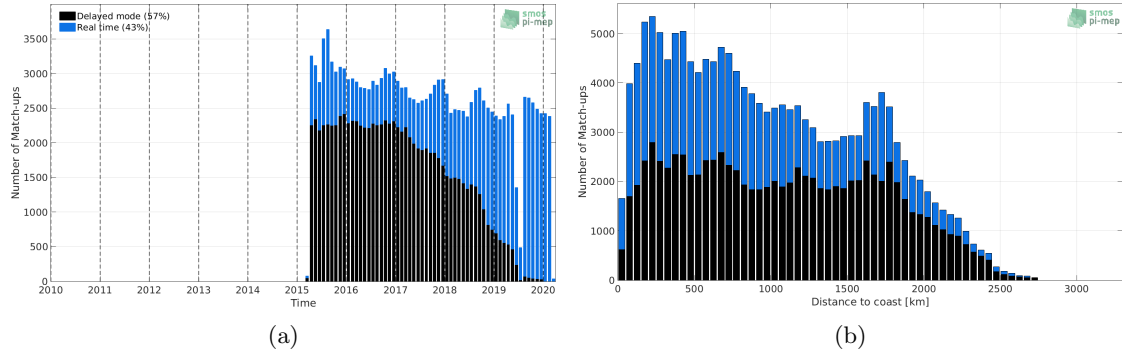 Delayed mode (57%)
Real time (43%)
smos
pi-mep
Number of Match-ups
3500
3000
2500
2000
1500
1000
500
0
2010 2011 2012 2013 2014 2015 2016 2017 2018 2019 2020
Time
(a)
smos
pi-mep
Number of Match-ups
5000
4000
3000
2000
1000
0
0 500 1000 1500 2000 2500 3000
Distance to coast [km]
(b)